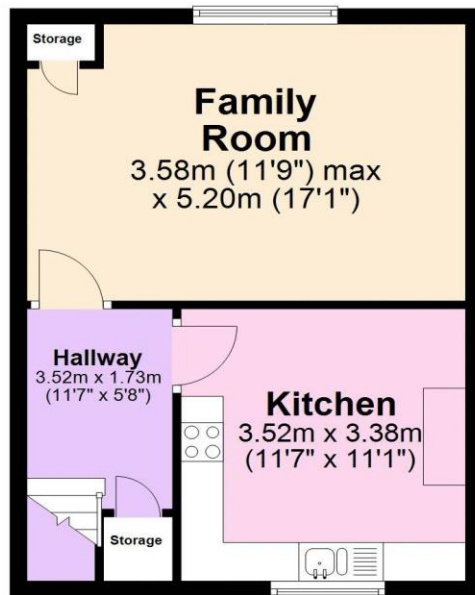 Storage
Family
Room
3.58m (11'9") max
x 5.20m (17'1")
Hallway
3.52m x 1.73m
(11'7" x 5'8")
Kitchen
3.52m x 3.38m
(11'7" x 11'1")
Storage